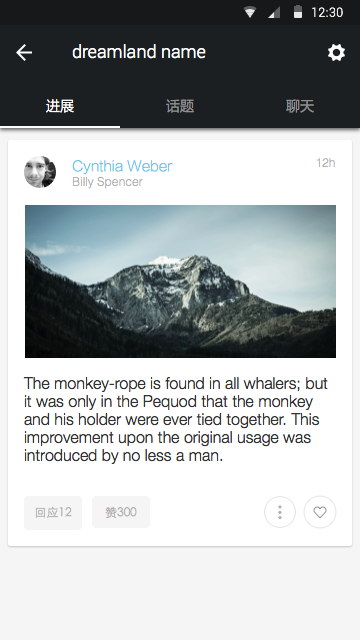 12:30
dreamland name
进展
话题
聊天
Cynthia Weber
12h
Billy Spencer
The monkey-rope is found in all whalers; but
it was only in the Pequod that the monkey
and his holder were ever tied together. This
improvement upon the original usage was
introduced by no less a man.
回应12
赞300